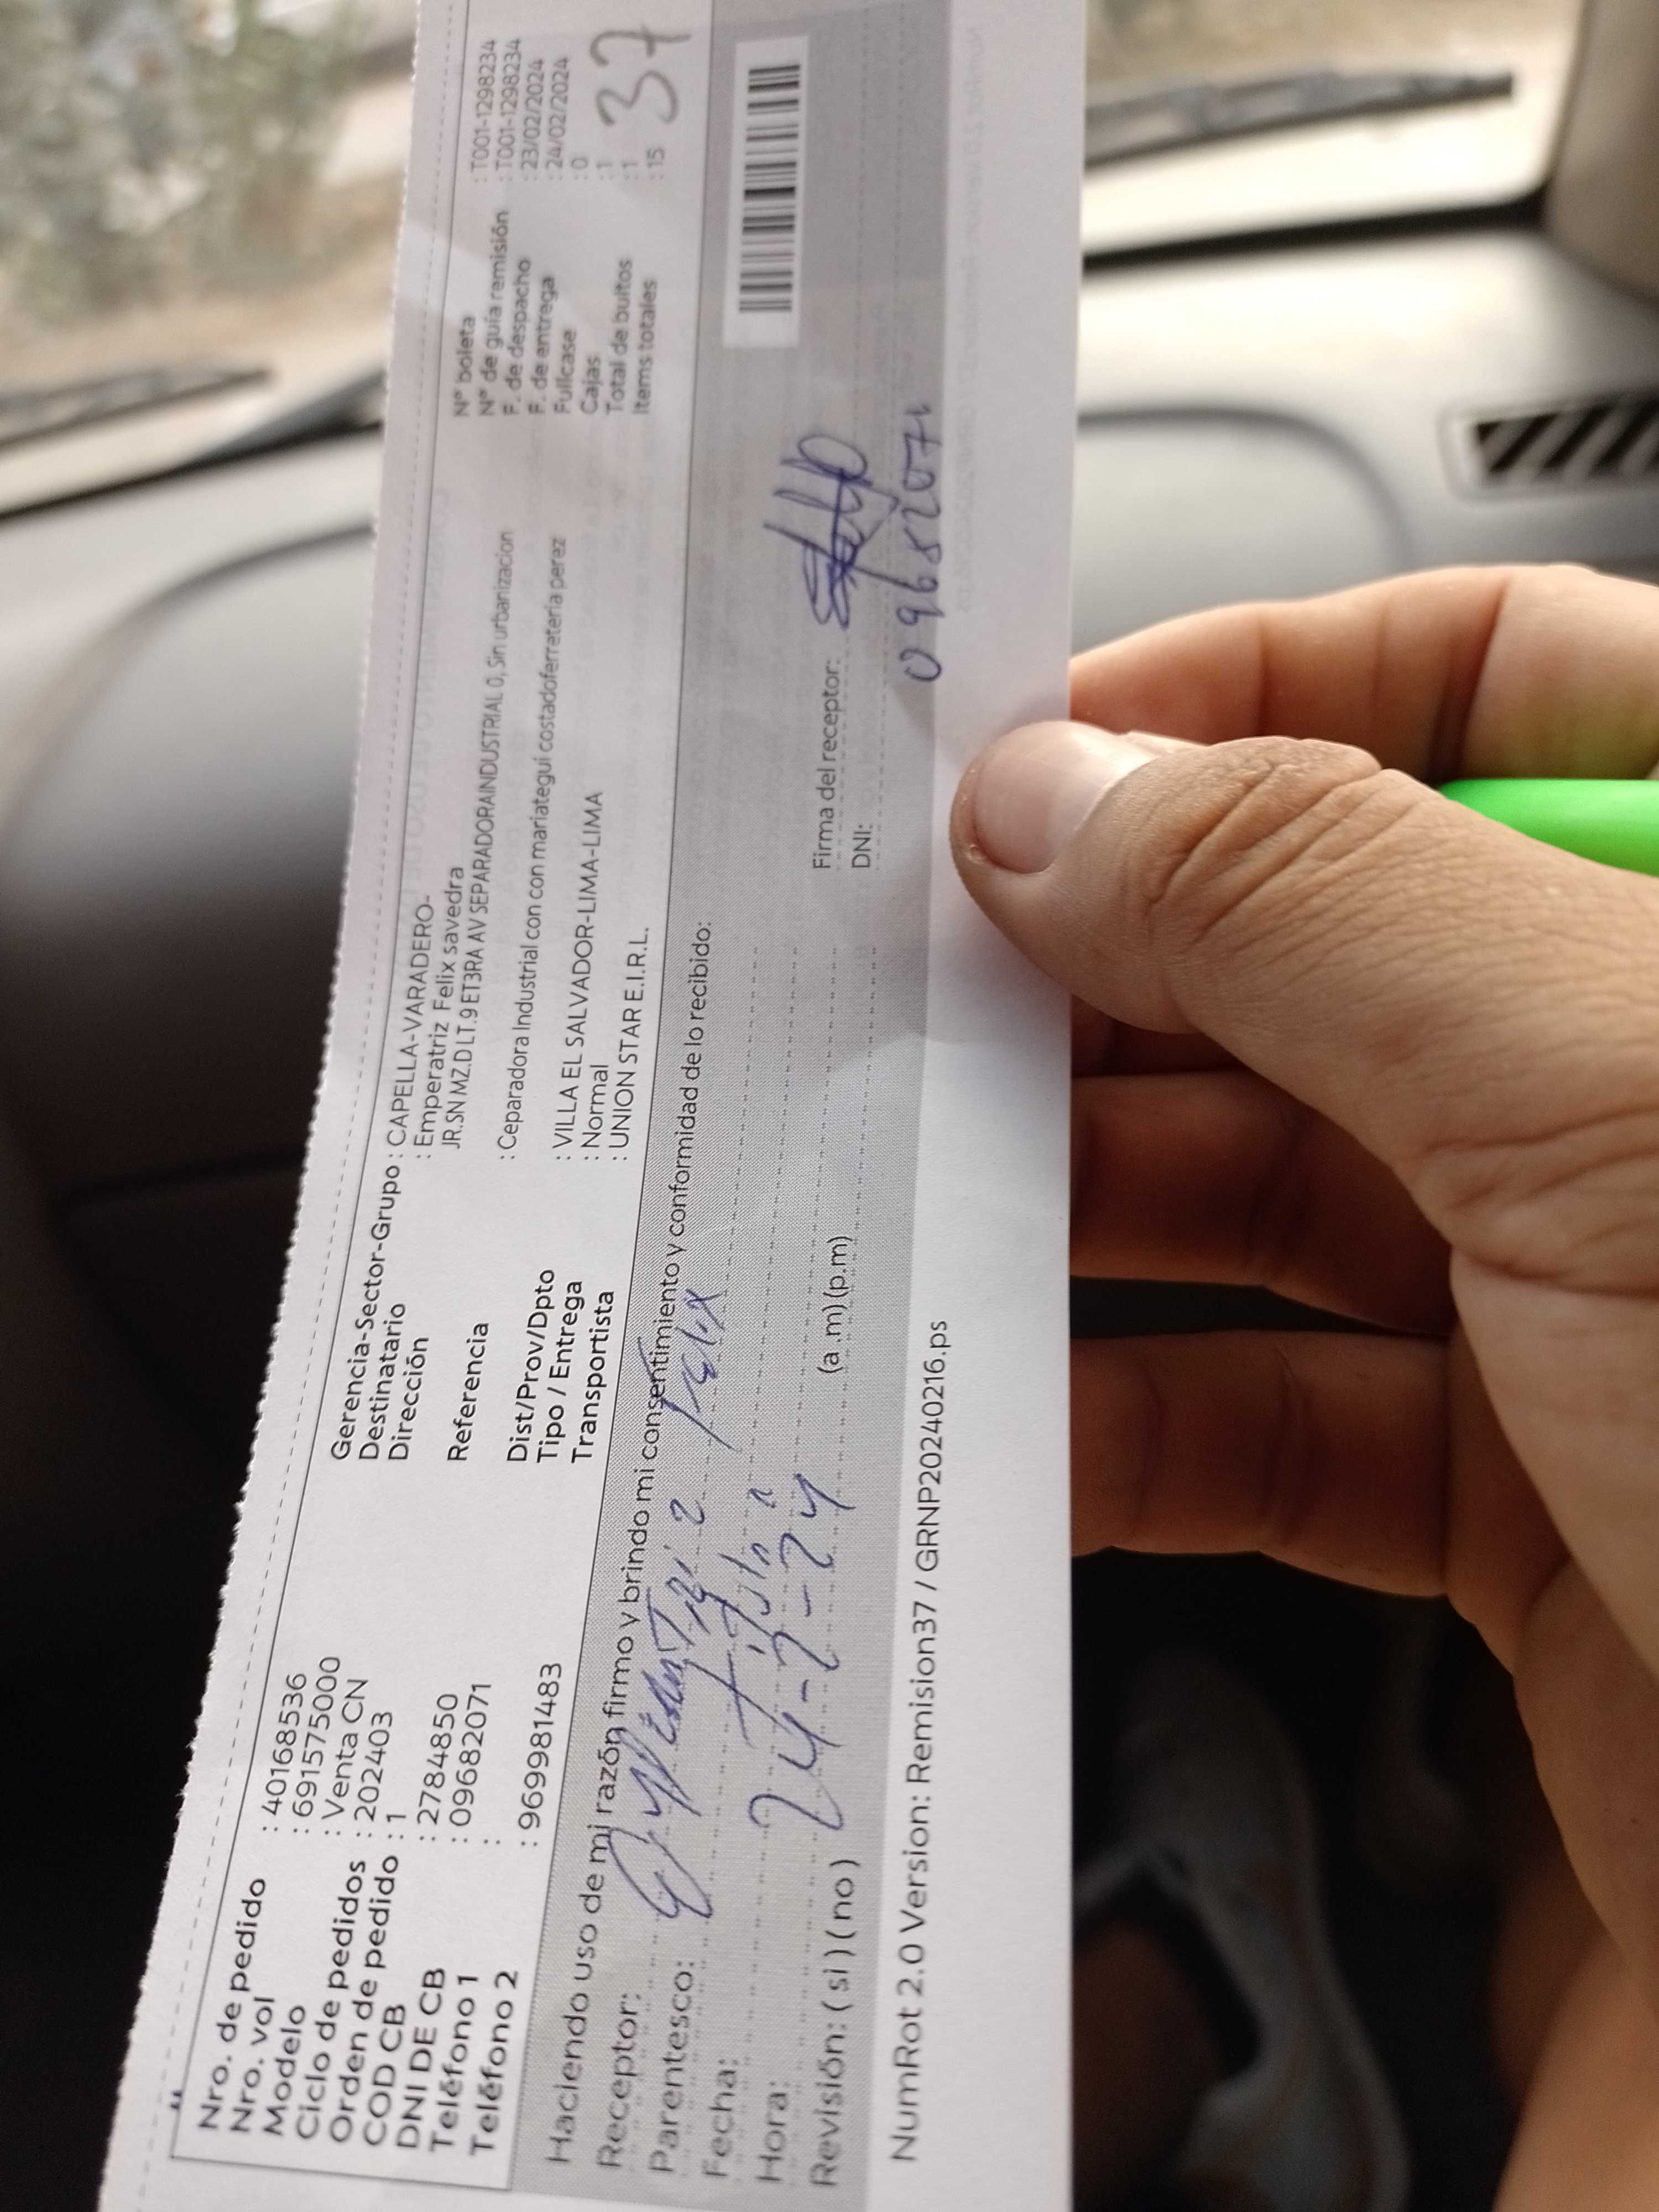 Nro. de pedido : 40168536
Nro. vol : 691575000
Modelo : Venta CN
Ciclo de pedidos : 202403
Orden de pedido : 1
COD CB : 2784850
DNI DE CB : 09682071
Teléfono 1 :
Teléfono 2 : 969981483
Gerencia-Sector-Grupo : CAPELLA-VARADERO-
Destinatario : Emperatriz Felix savedra
Dirección JR.SN MZ.D LT.9 ET3RA AV SEPARADORAINDUSTRIAL 0, Sin urbanizacion
Referencia : Ceparadora Industrial con con mariategui costadoferreteria perez
Dist/Prov/Dpto : VILLA EL SALVADOR-LIMA-LIMA
Tipo / Entrega : Normal
Transportista : UNION STAR E.I.R.L.
N° boleta : T001-1298234
N° de guía remisión : T001-1298234
F. de despacho : 23/02/2024
F. de entrega : 24/02/2024
Fullcase : 0
Cajas : 1
Total de bultos : 1
Items totales : 15
37
Haciendo uso de mi razón firmo y brindo mi consentimiento y conformidad de lo recibido:
Receptor: Felix
Parentesco:
Fecha: 24-2-24
Hora: (a .m) (p.m)
Revisión: ( si ) ( no )
Firma del receptor:
DNI: 09682071
NumRot 2.0 Version: Remision37 / GRNP20240216.ps